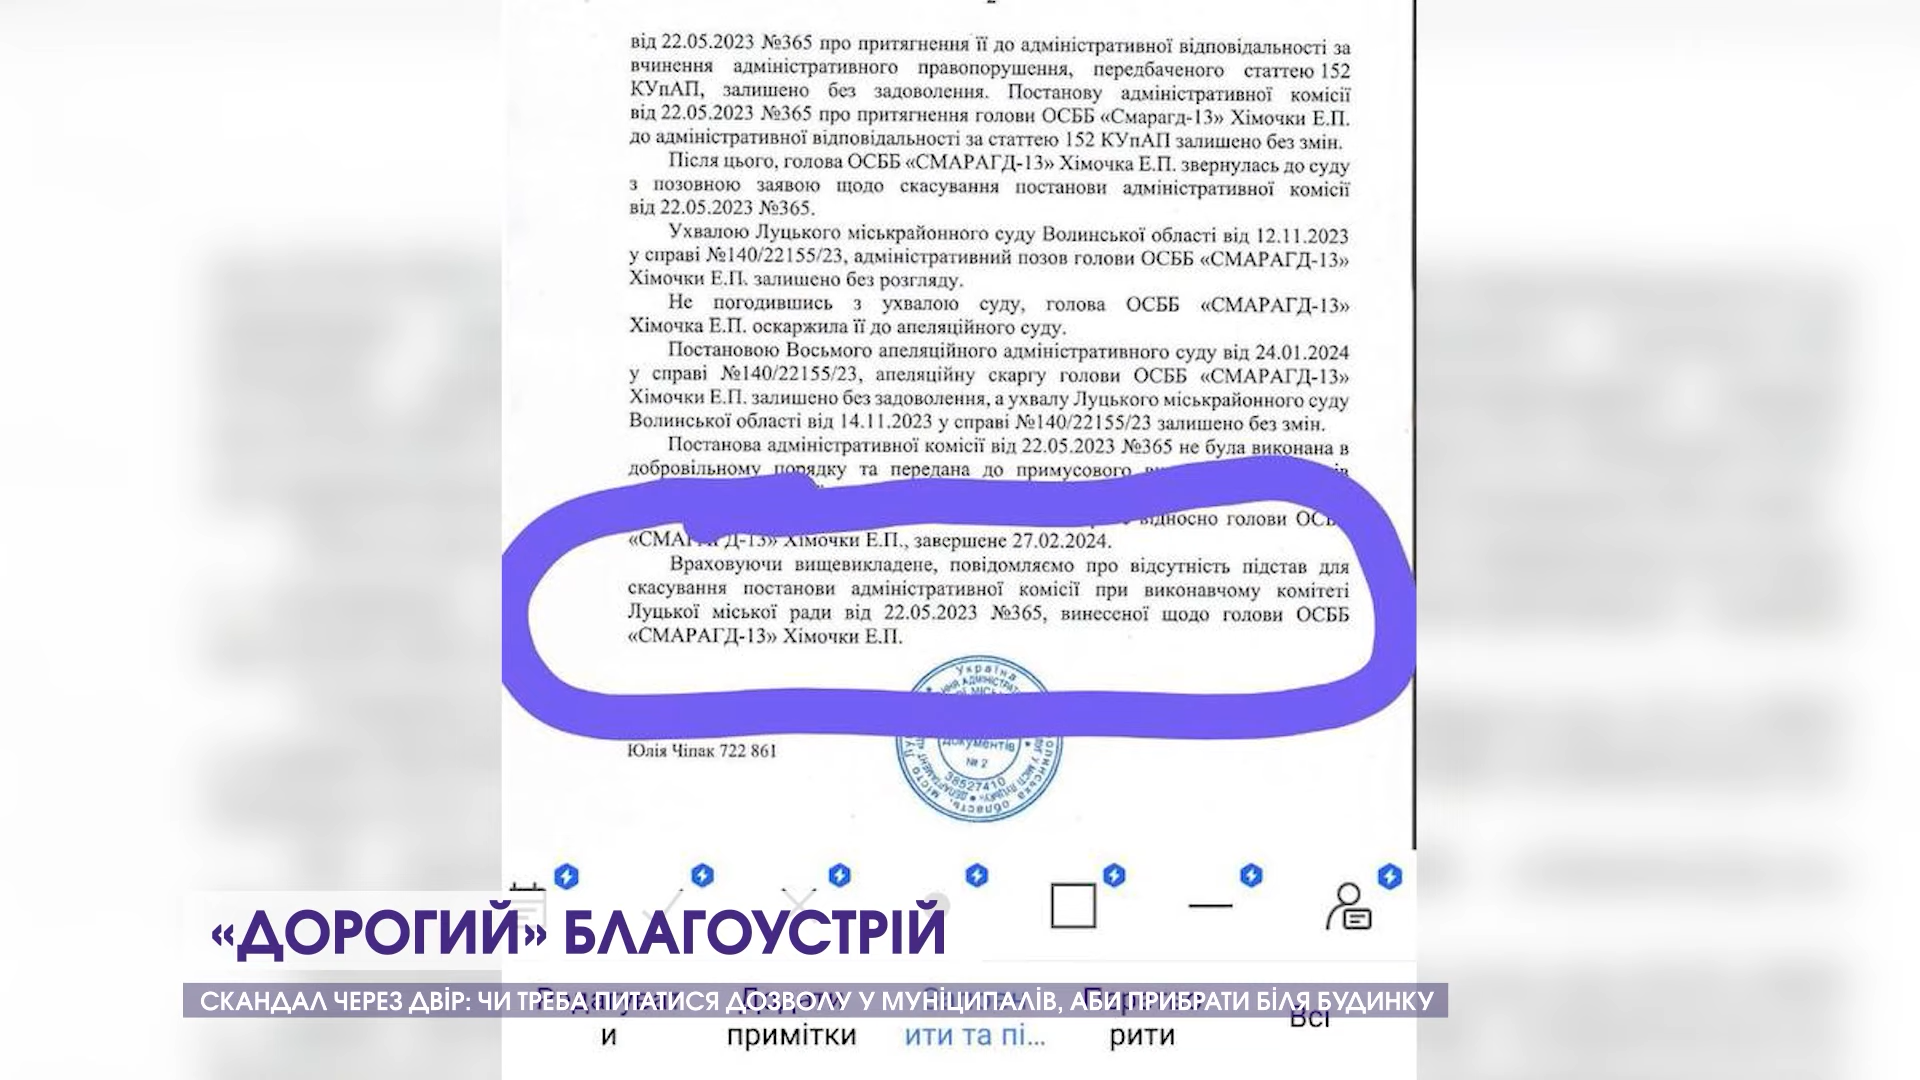 від 22.05.2023 №365 про притягнення її до адміністративної відповідальності за
вчинення адміністративного правопорушення, передбаченого статтею 152
КУпАП, залишено без задоволення. Постанову адміністративної комісії
від 22.05.2023 №365 про притягнення голови ОСББ «Смарагд-13» Хімочки Е.П.
до адміністративної відповідальності за статтею 152 КУпАП залишено без змін.
Після цього, голова ОСББ «СМАРАГД-13» Хімочка Е.П. звернулась до суду
з позовною заявою щодо скасування постанови адміністративної комісії
від 22.05.2023 №365.
Ухвалою Луцького міськрайонного суду Волинської області від 12.11.2023
у справі №140/22155/23, адміністративний позов голови ОСББ «СМАРАГД-13»
Хімочки Е.П. залишено без розгляду.
Не погодившись з ухвалою суду, голова ОСББ «СМАРАГД-13»
Хімочка Е.П. оскаржила її до апеляційного суду.
Постановою Восьмого апеляційного адміністративного суду від 24.01.2024
у справі №140/22155/23, апеляційну скаргу голови ОСББ «СМАРАГД-13»
Хімочки Е.П. залишено без задоволення, а ухвалу Луцького міськрайонного суду
Волинської області від 14.11.2023 у справі №140/22155/23 залишено без змін.
Постанова адміністративної комісії від 22.05.2023 №365 не була виконана в
добровільному порядку та передана до примусового
відносно голови
Хімочки Е.П., завершене 27.02.2024.
Враховуючи вищевикладене, повідомляємо про відсутність підстав для
скасування постанови адміністративної комісії при виконавчому комітеті
Луцької міської ради від 22.05.2023 №365, винесеної щодо голови ОСББ
«СМАРАГД-13» Хімочки Е.П.
Україна
документів
№ 2
38527410
Юлія Чіпак 722 861
«ДОРОГИЙ» БЛАГОУСТРІЙ
СКАНДАЛ ЧЕРЕЗ ДВІР: ЧИ ТРЕБА ПИТАТИСЯ ДОЗВОЛУ У МУНІЦИПАЛІВ, АБИ ПРИБРАТИ БІЛЯ БУДИНКУ
и
примітки
ити та пі...
рити
Всі